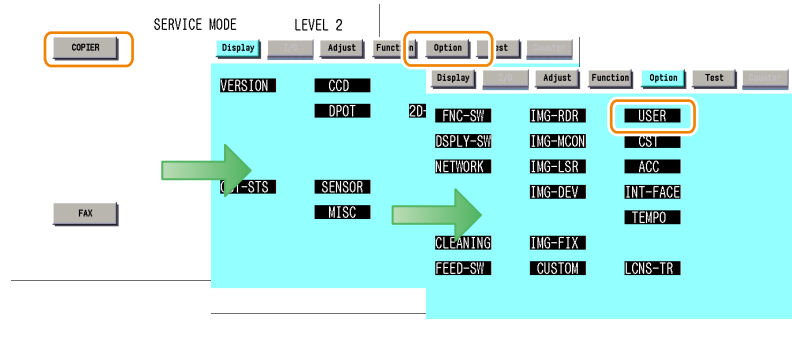 SERVICE MODE LEVEL 2
COPIER
FAX
Display I/O Adjust Option
VERSION CCD
DPOT
SENSOR
MISC
Display I/O Adjust Function Option Test Counter
FNC-SW IMG-RDR USER
DSPLY-SW IMG-MCON CST
NETWORK IMG-LSR ACC
IMG-DEV INT-FACE
TEMPO
CLEANING IMG-FIX
FEED-SW CUSTOM LCNS-TR